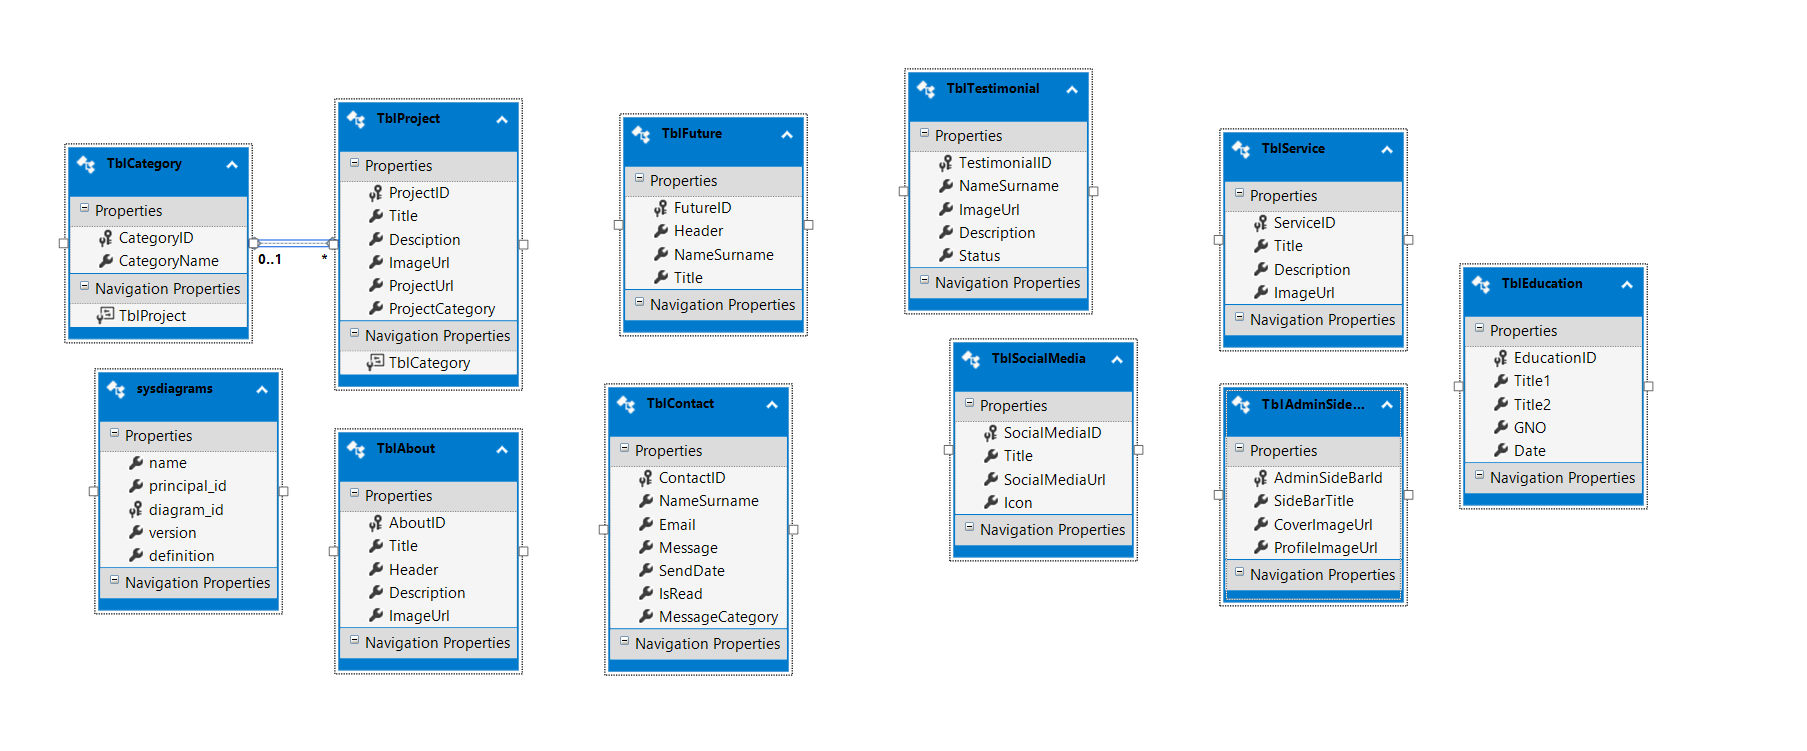 TblCategory
Properties
CategoryID
CategoryName
Navigation Properties
TblProject
0..1
*
TblProject
Properties
ProjectID
Title
Desciption
ImageUrl
ProjectUrl
ProjectCategory
Navigation Properties
TblCategory
sysdiagrams
Properties
name
principal_id
diagram_id
version
definition
Navigation Properties
TblAbout
Properties
AboutID
Title
Header
Description
ImageUrl
Navigation Properties
TblFuture
Properties
FutureID
Header
NameSurname
Title
Navigation Properties
TblContact
Properties
ContactID
NameSurname
Email
Message
SendDate
IsRead
MessageCategory
Navigation Properties
TblTestimonial
Properties
TestimonialID
NameSurname
ImageUrl
Description
Status
Navigation Properties
TblSocialMedia
Properties
SocialMediaID
Title
SocialMediaUrl
Icon
Navigation Properties
TblService
Properties
ServiceID
Title
Description
ImageUrl
Navigation Properties
TblAdminSide...
Properties
AdminSideBarId
SideBarTitle
CoverImageUrl
ProfileImageUrl
Navigation Properties
TblEducation
Properties
EducationID
Title1
Title2
GNO
Date
Navigation Properties